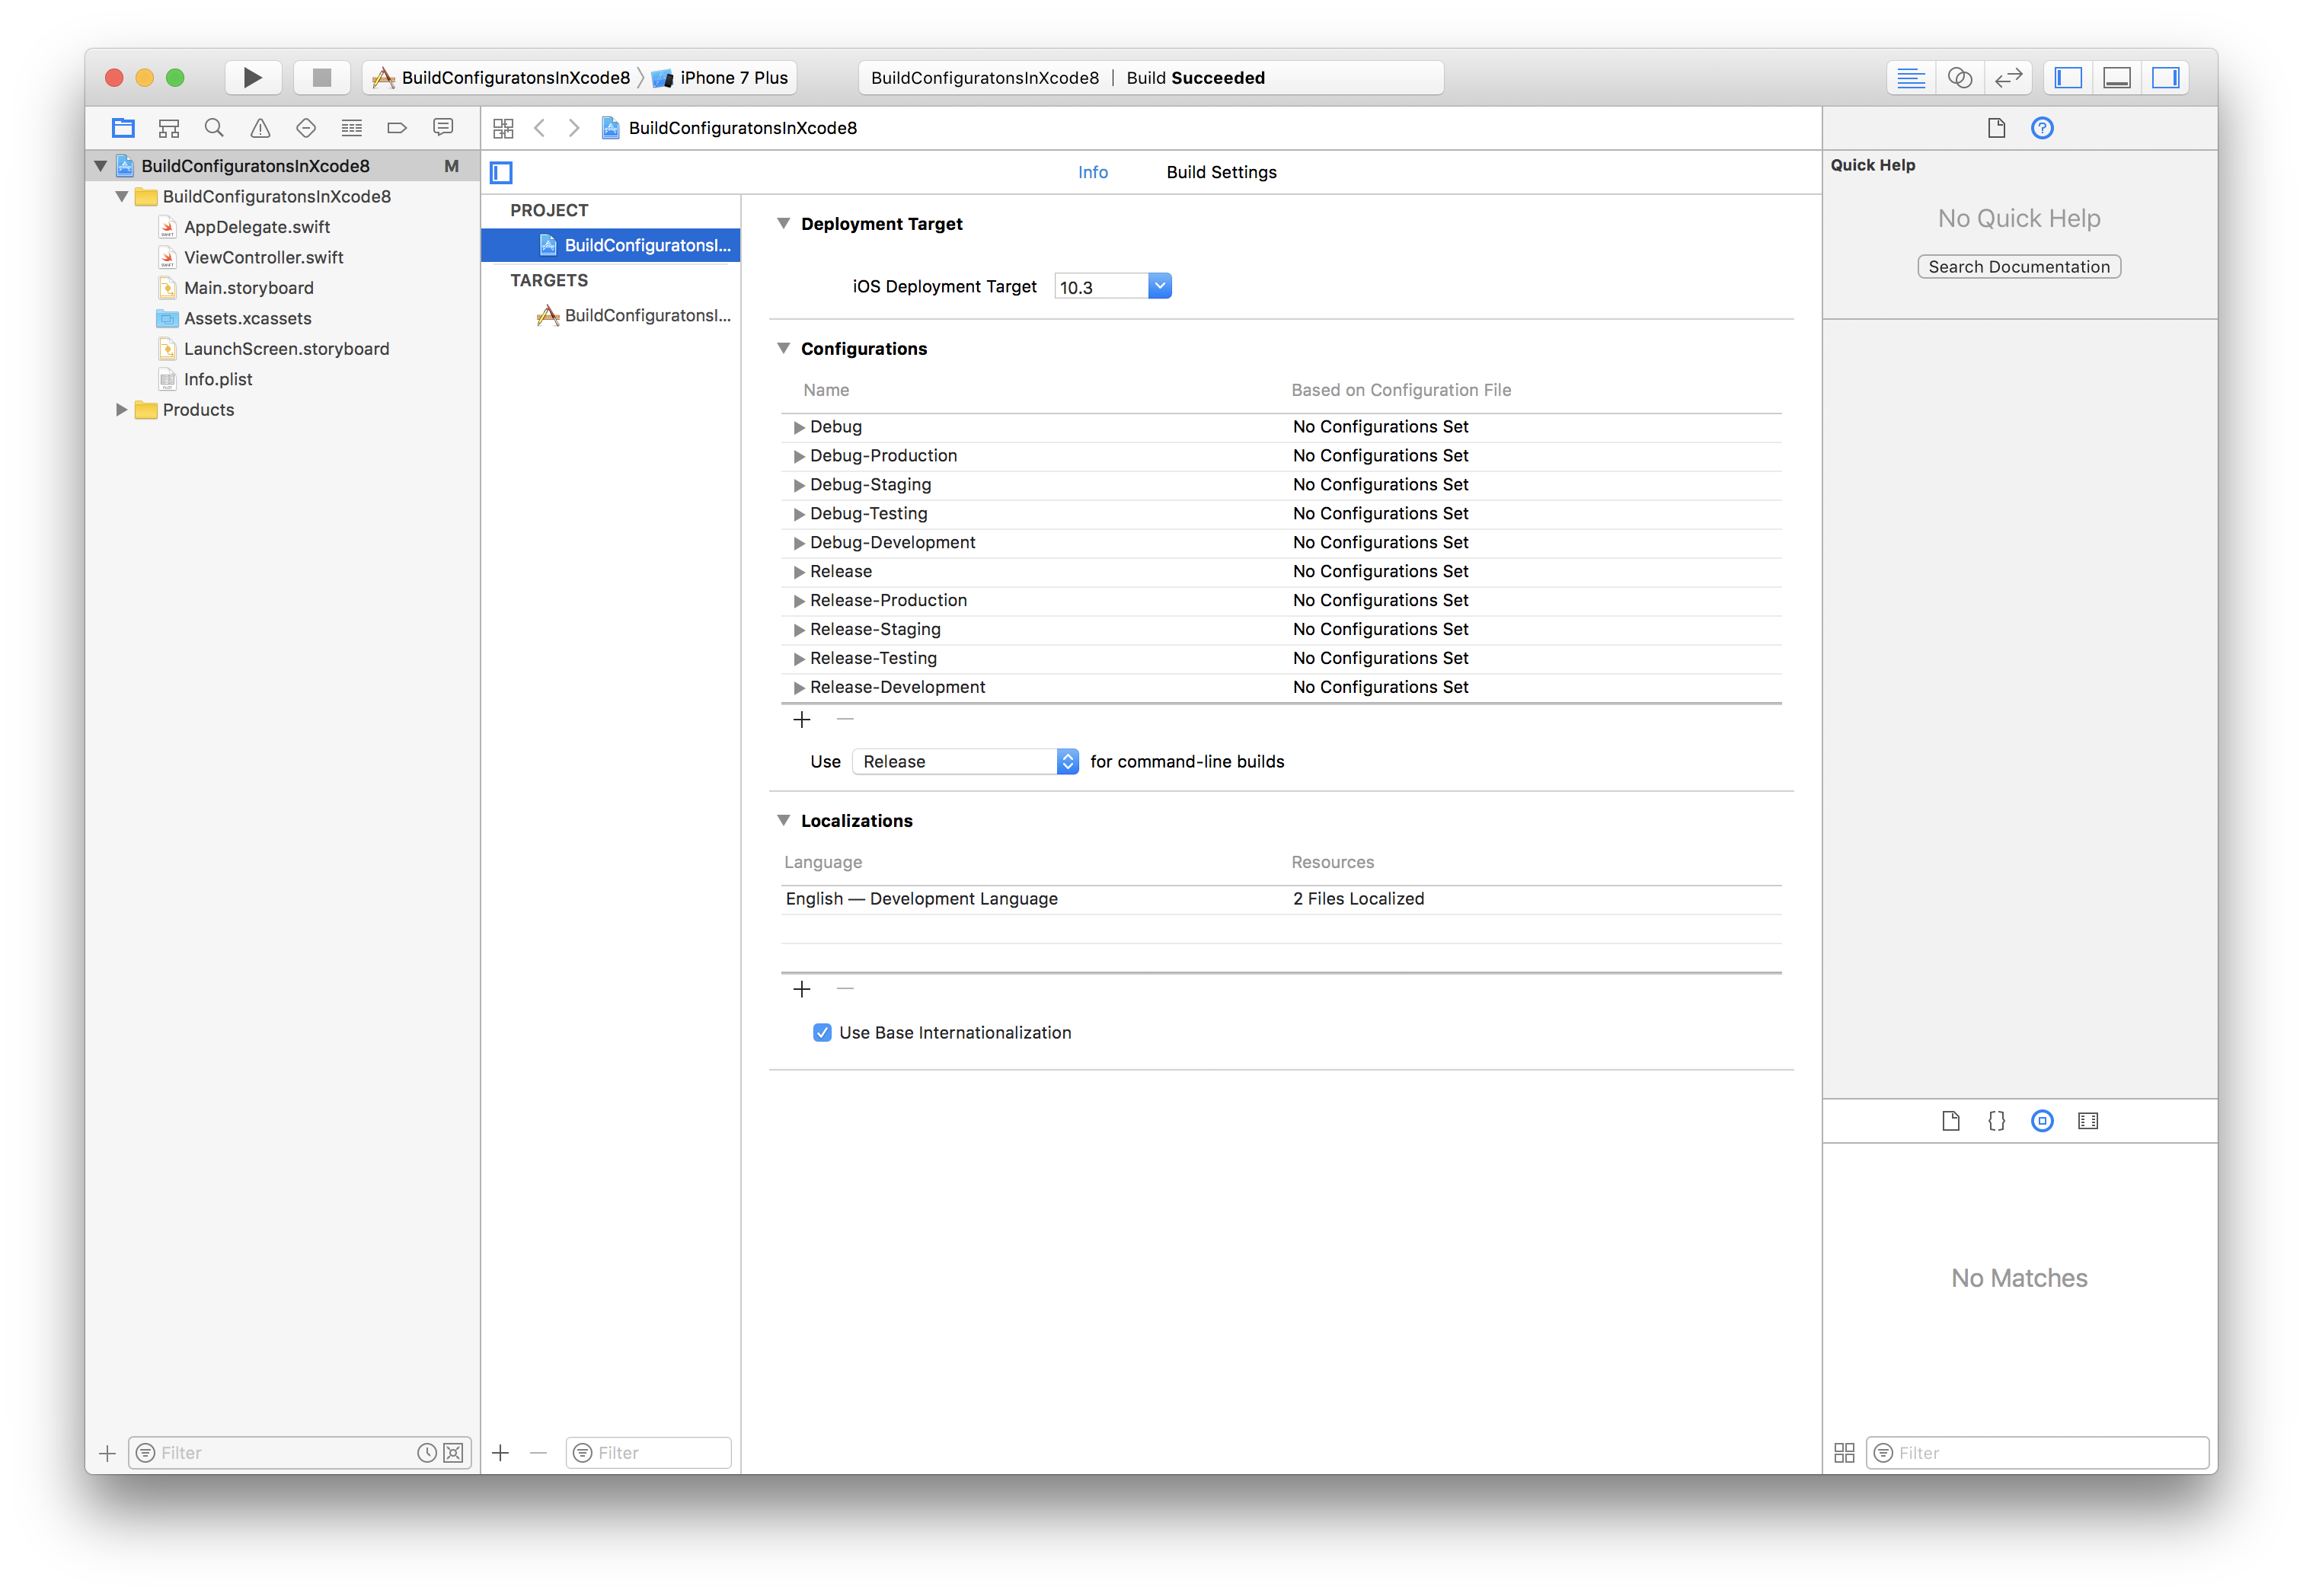 BuildConfiguratonsInXcode8 〉 iPhone 7 Plus
BuildConfiguratonsInXcode8 | Build Succeeded
BuildConfiguratonsInXcode8 M
BuildConfiguratonsInXcode8
AppDelegate.swift
ViewController.swift
Main.storyboard
Assets.xcassets
LaunchScreen.storyboard
Info.plist
Products
Filter
BuildConfiguratonsInXcode8
Info Build Settings
PROJECT
BuildConfiguratonsI...
TARGETS
BuildConfiguratonsI...
Filter
Deployment Target
iOS Deployment Target 10.3
Configurations
Name Based on Configuration File
Debug No Configurations Set
Debug-Production No Configurations Set
Debug-Staging No Configurations Set
Debug-Testing No Configurations Set
Debug-Development No Configurations Set
Release No Configurations Set
Release-Production No Configurations Set
Release-Staging No Configurations Set
Release-Testing No Configurations Set
Release-Development No Configurations Set
Use Release for command-line builds
Localizations
Language Resources
English — Development Language 2 Files Localized
Use Base Internationalization
Quick Help
No Quick Help
Search Documentation
No Matches
Filter